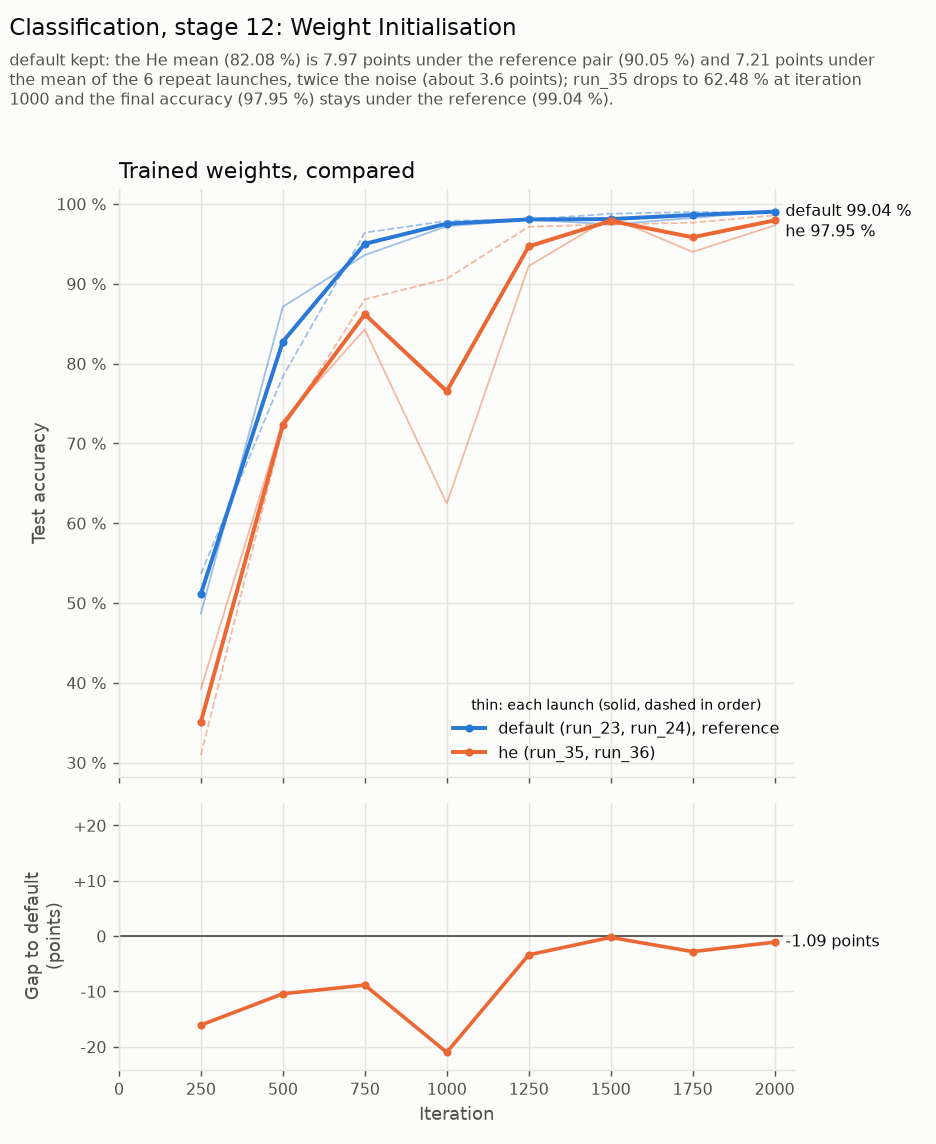 Classification, stage 12: Weight Initialisation
default kept: the He mean (82.08 %) is 7.97 points under the reference pair (90.05 %) and 7.21 points under
the mean of the 6 repeat launches, twice the noise (about 3.6 points); run_35 drops to 62.48 % at iteration
1000 and the final accuracy (97.95 %) stays under the reference (99.04 %).
Trained weights, compared
100 %
90 %
80 %
70 %
60 %
50 %
40 %
30 %
Test accuracy
default 99.04 %
he 97.95 %
thin: each launch (solid, dashed in order)
default (run_23, run_24), reference
he (run_35, run_36)
+20
+10
0
-10
-20
Gap to default
(points)
-1.09 points
0 250 500 750 1000 1250 1500 1750 2000
Iteration